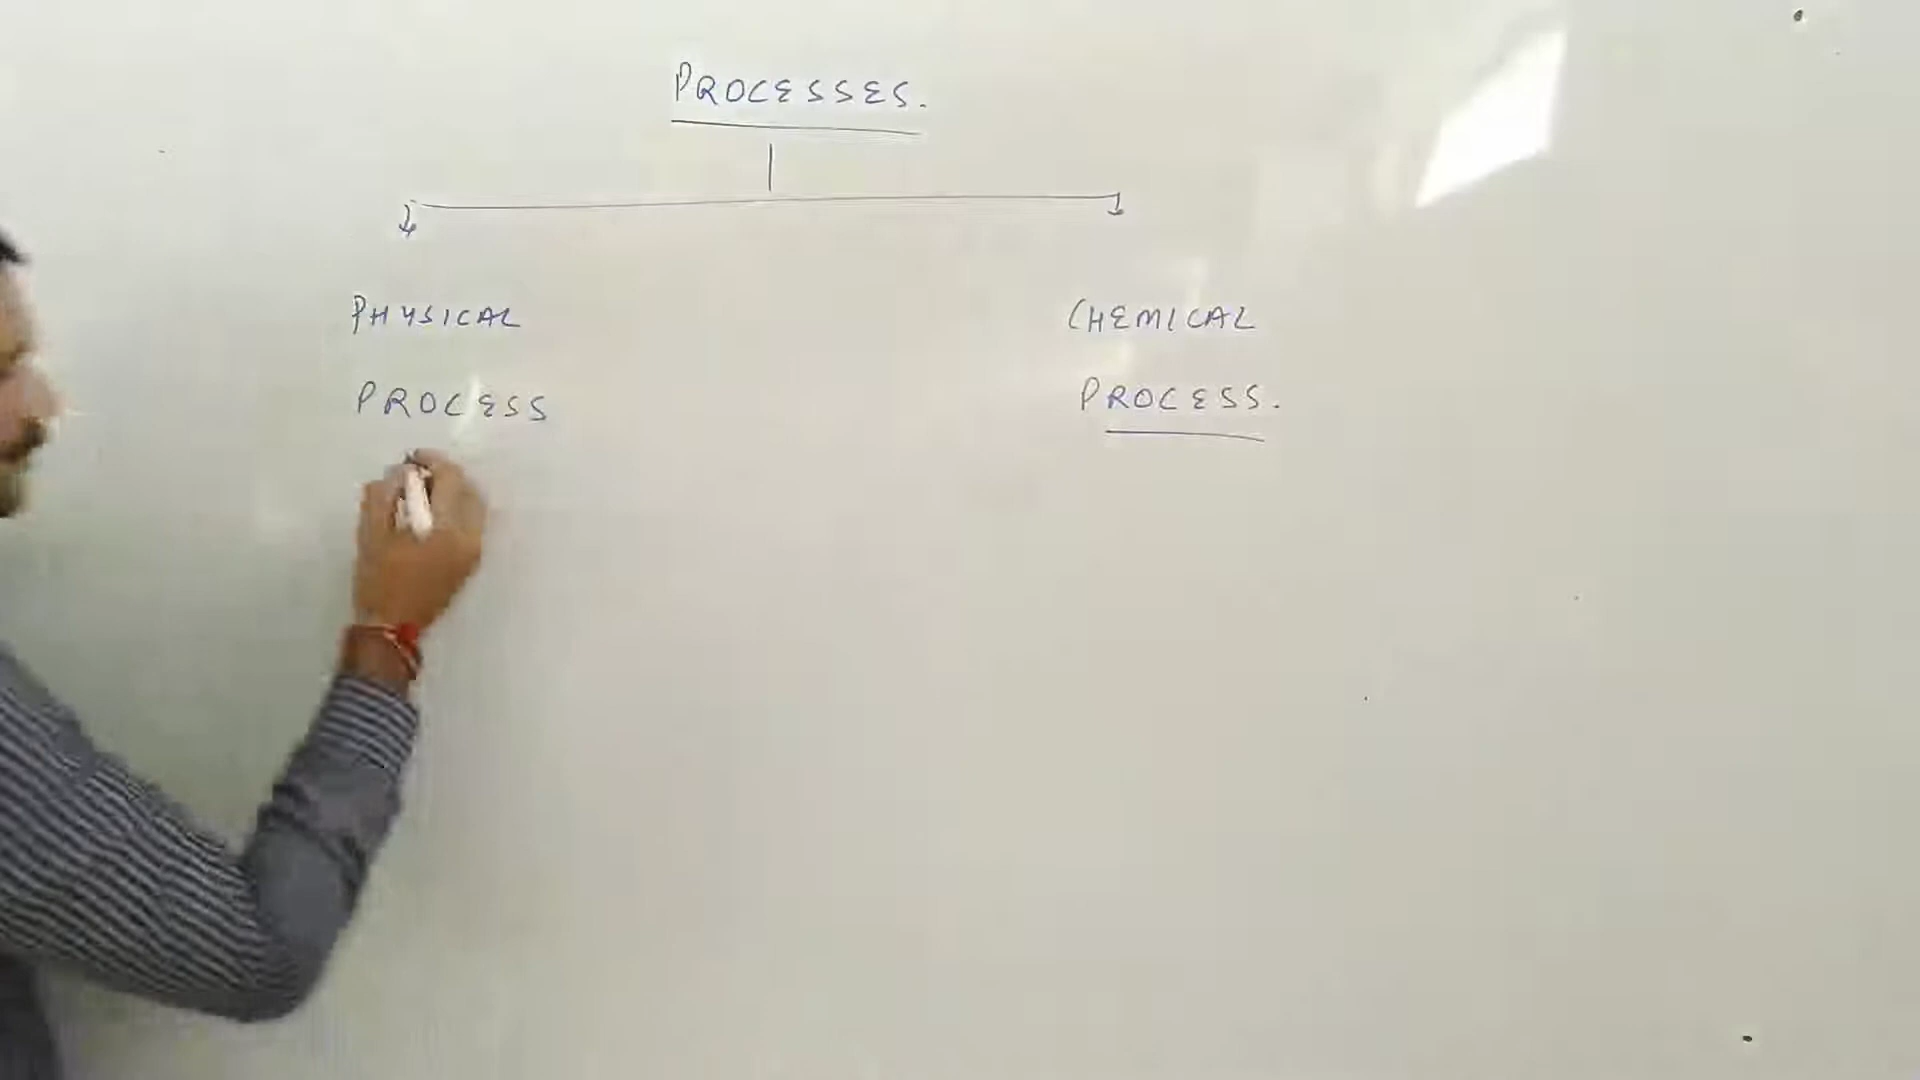 PROCESSES.
PHYSICAL
PROCESS
CHEMICAL
PROCESS.